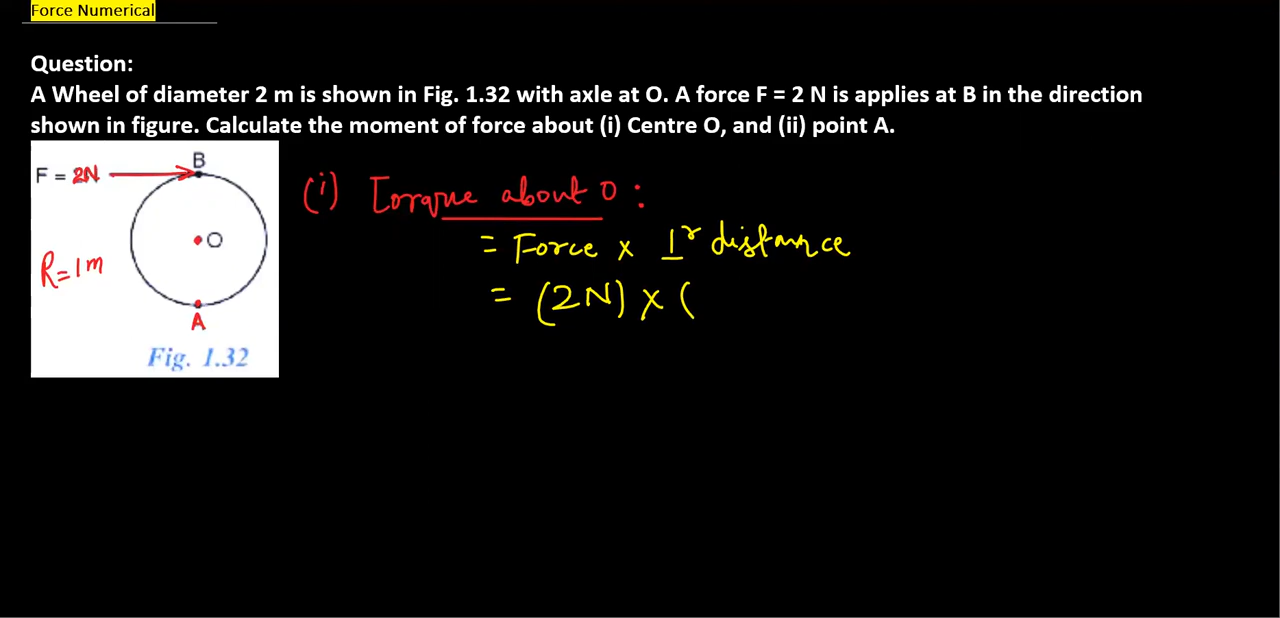 Force Numerical
Question:
A Wheel of diameter 2 m is shown in Fig. 1.32 with axle at O. A force F = 2 N is applies at B in the direction
shown in figure. Calculate the moment of force about (i) Centre O, and (ii) point A.
B
F = 2N
O
R=1m
A
Fig. 1.32
(i) Torque about O :
= Force × ⊥ʳ distance
= (2N) × (